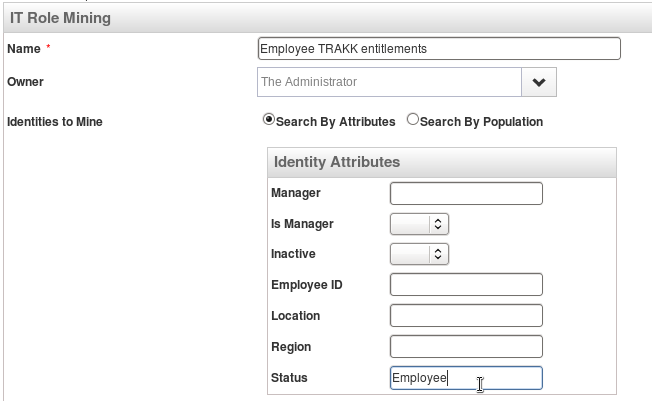 IT Role Mining
Name * Employee TRAKK entitlements
Owner The Administrator
Identities to Mine Search By Attributes Search By Population
Identity Attributes
Manager
Is Manager
Inactive
Employee ID
Location
Region
Status Employee